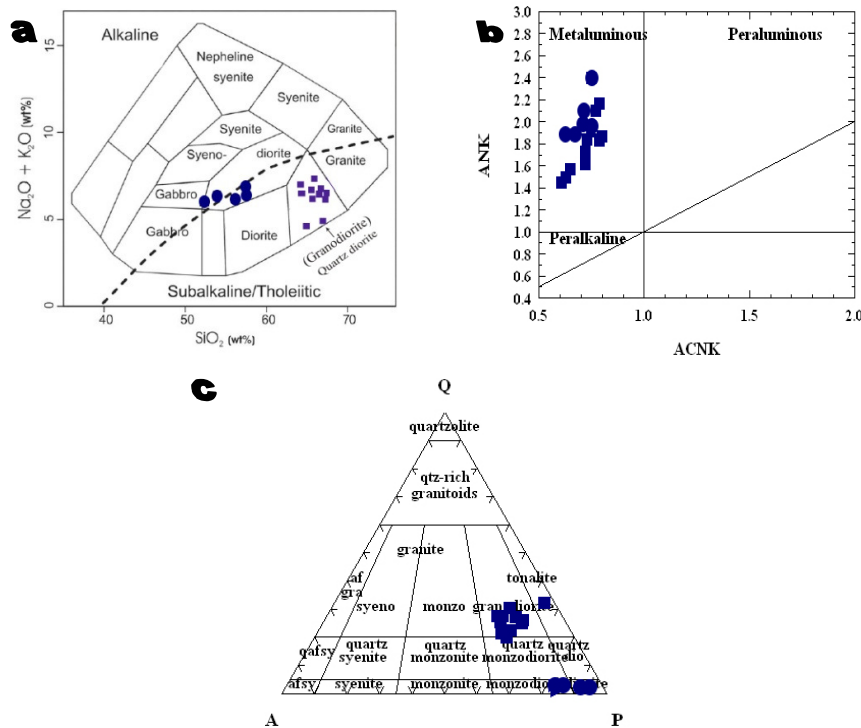 a
Alkaline
Nepheline
syenite
Syenite
Syenite
Granite
Granite
Syeno-
diorite
Gabbro
Gabbro
Diorite
(Granodiorite)
Quartz diorite
Subalkaline/Tholeiitic
Na2O + K2O (wt%)
0
5
10
15
40
50
60
70
SiO2 (wt%)
b
Metaluminous
Peraluminous
Peralkaline
ANK
3.0
2.8
2.6
2.4
2.2
2.0
1.8
1.6
1.4
1.2
1.0
0.8
0.6
0.4
0.5
1.0
2.0
ACNK
c
Q
quartzolite
qtz-rich
granitoids
granite
af
gra
tonalite
syeno
monzo
granodiorite
qafsy
quartz
syenite
quartz
monzonite
quartz
monzodiorite
quartz
dio
afsy
syenite
monzonite
A
P